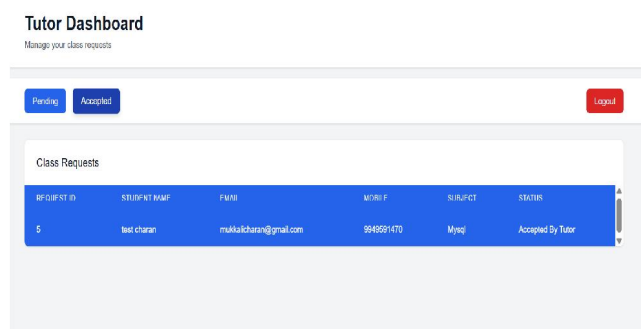 Tutor Dashboard
Manage your class requests
Pending Accepted Logout
Class Requests
REQUEST ID STUDENT NAME EMAIL MOBILE SUBJECT STATUS
5 test charan mukkalicharan@gmail.com 9949591470 Mysql Accepted By Tutor